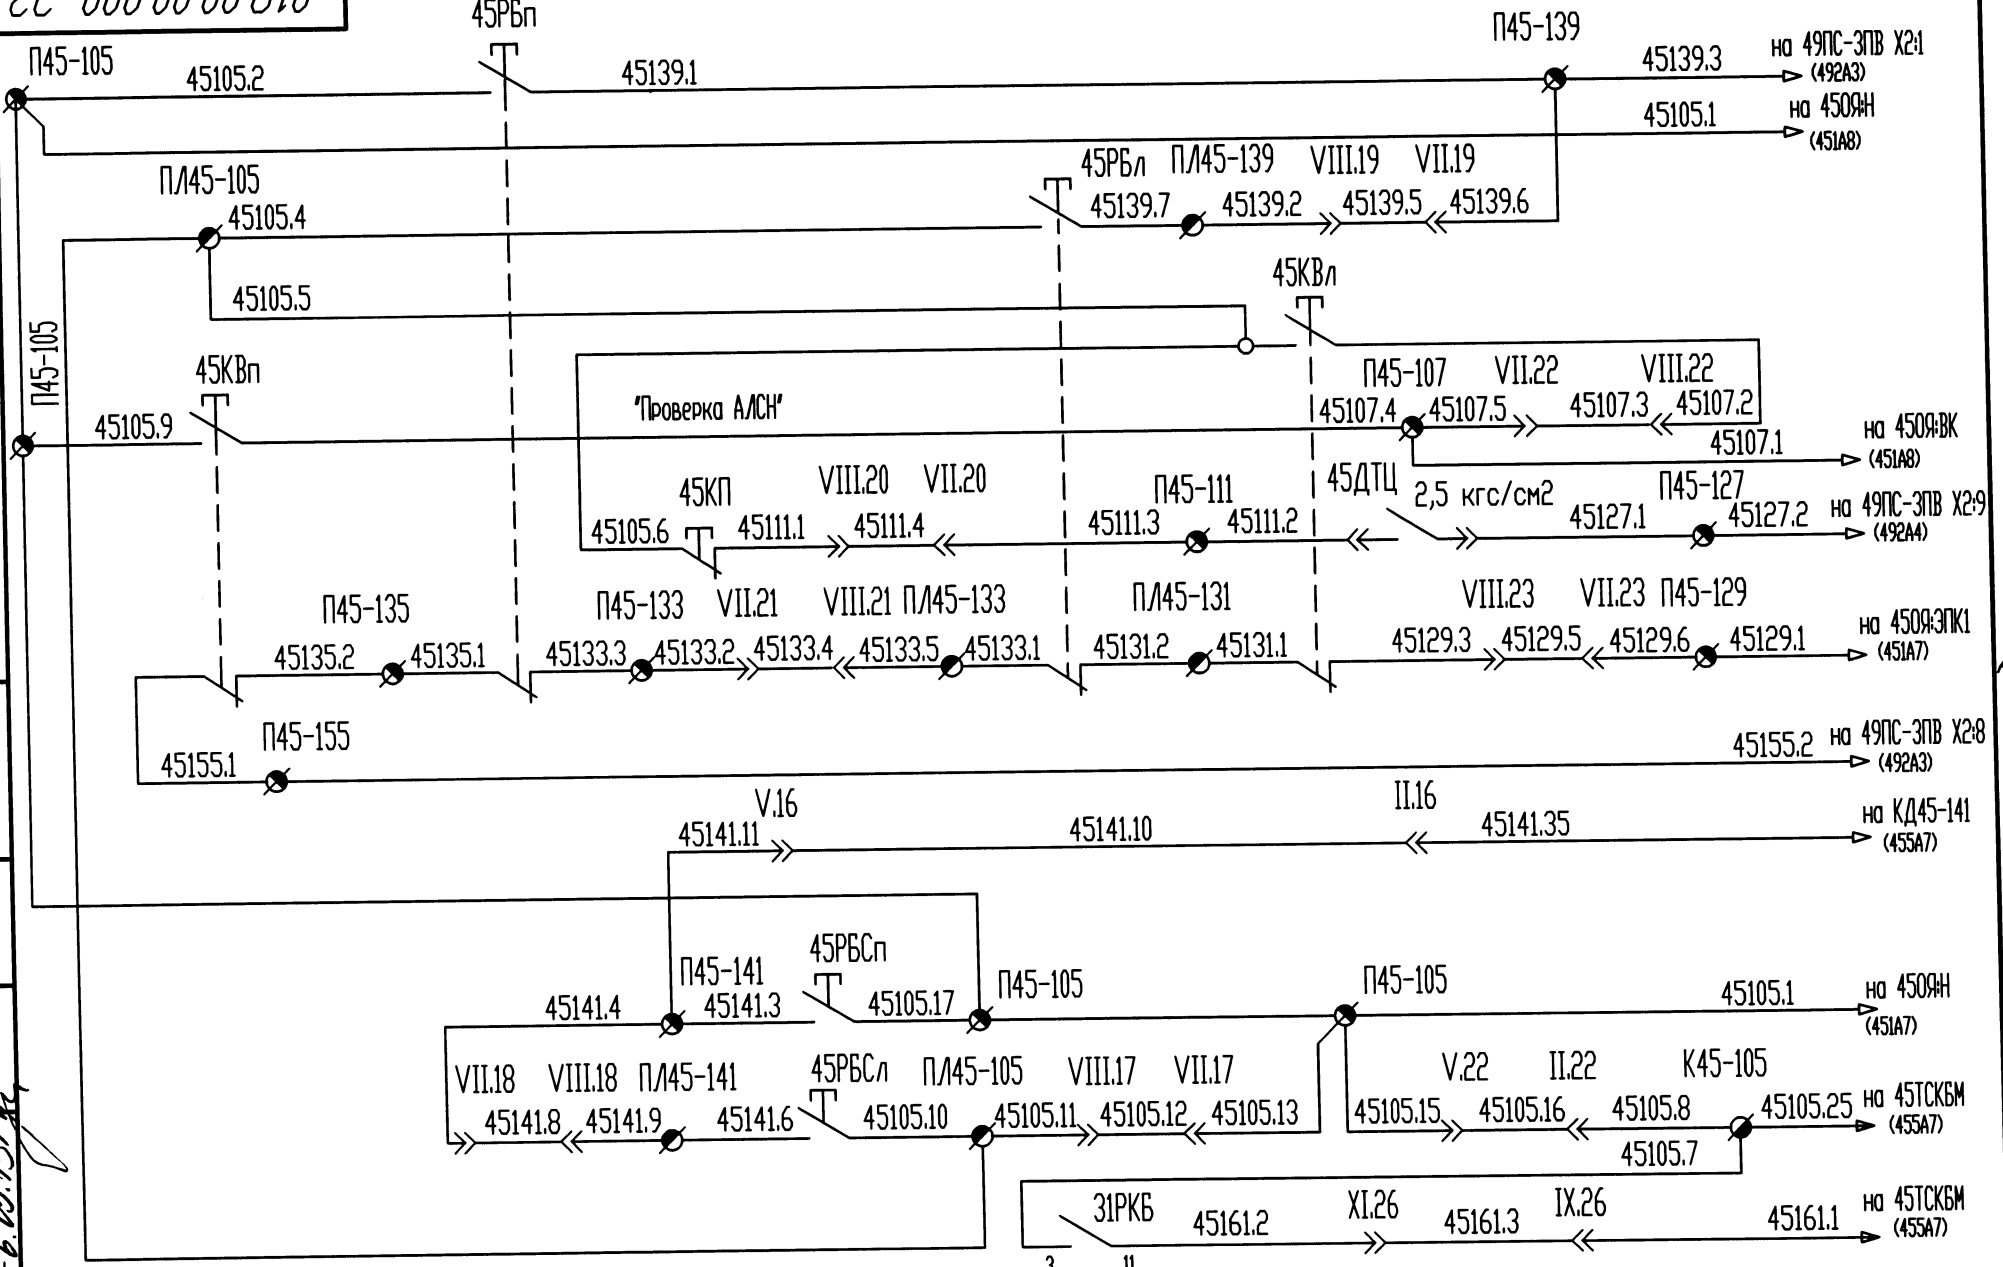 45РБп
П45-139
П45-105
45105.2
45139.1
45139.3
на 49ПС-3ПВ Х2:1
(492А3)
45105.1
на 450Я:Н
(451А8)
ПЛ45-105
45РБл
ПЛ45-139
VIII.19
VII.19
45105.4
45139.7
45139.2
45139.5
45139.6
45КВл
45105.5
П45-105
45КВп
П45-107
VII.22
VIII.22
"Проверка АЛСН"
45105.9
45107.4
45107.5
45107.3
45107.2
45107.1
на 450Я:ВК
(451А8)
45КП
VIII.20
VII.20
П45-111
45ДТЦ
2,5 кгс/см2
П45-127
45105.6
45111.1
45111.4
45111.3
45111.2
45127.1
45127.2
на 49ПС-3ПВ Х2:9
(492А4)
П45-135
П45-133
VII.21
VIII.21
ПЛ45-133
ПЛ45-131
VIII.23
VII.23
П45-129
45135.2
45135.1
45133.3
45133.2
45133.4
45133.5
45133.1
45131.2
45131.1
45129.3
45129.5
45129.6
45129.1
на 450Я:ЭПК1
(451А7)
П45-155
45155.1
45155.2
на 49ПС-3ПВ Х2:8
(492А3)
V.16
II.16
45141.11
45141.10
45141.35
на КД45-141
(455А7)
П45-141
45РБСп
П45-105
П45-105
45141.4
45141.3
45105.17
45105.1
на 450Я:Н
(451А7)
VII.18
VIII.18
ПЛ45-141
45РБСл
ПЛ45-105
VIII.17
VII.17
V.22
II.22
К45-105
45141.8
45141.9
45141.6
45105.10
45105.11
45105.12
45105.13
45105.15
45105.16
45105.8
45105.25
на 45ТСКБМ
(455А7)
45105.7
31РКБ
45161.2
XI.26
45161.3
IX.26
45161.1
на 45ТСКБМ
(455А7)
3
11